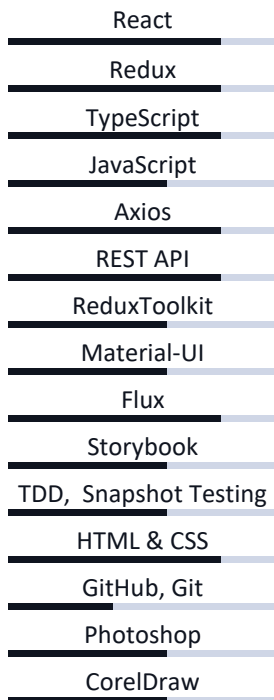 React
Redux
TypeScript
JavaScript
Axios
REST API
ReduxToolkit
Material-UI
Flux
Storybook
TDD,  Snapshot Testing
HTML & CSS
GitHub, Git
Photoshop
CorelDraw